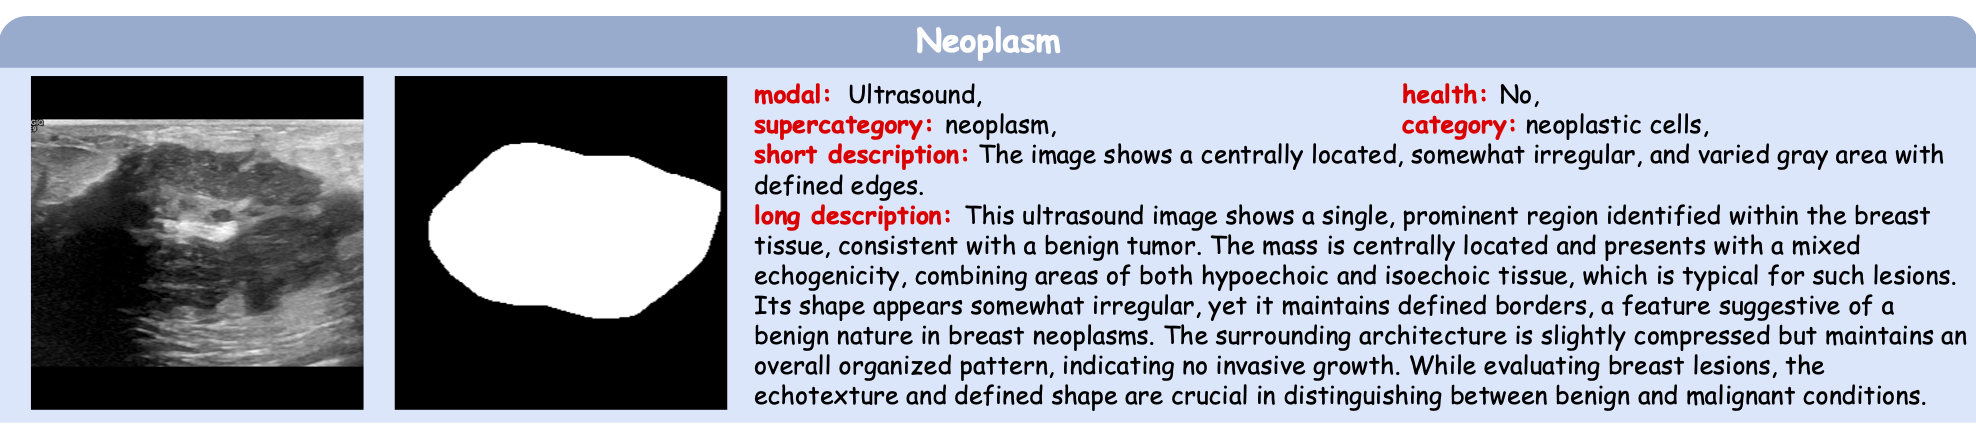 Neoplasm
modal: Ultrasound, health: No,
supercategory: neoplasm, category: neoplastic cells,
short description: The image shows a centrally located, somewhat irregular, and varied gray area with
defined edges.
long description: This ultrasound image shows a single, prominent region identified within the breast
tissue, consistent with a benign tumor. The mass is centrally located and presents with a mixed
echogenicity, combining areas of both hypoechoic and isoechoic tissue, which is typical for such lesions.
Its shape appears somewhat irregular, yet it maintains defined borders, a feature suggestive of a
benign nature in breast neoplasms. The surrounding architecture is slightly compressed but maintains an
overall organized pattern, indicating no invasive growth. While evaluating breast lesions, the
echotexture and defined shape are crucial in distinguishing between benign and malignant conditions.